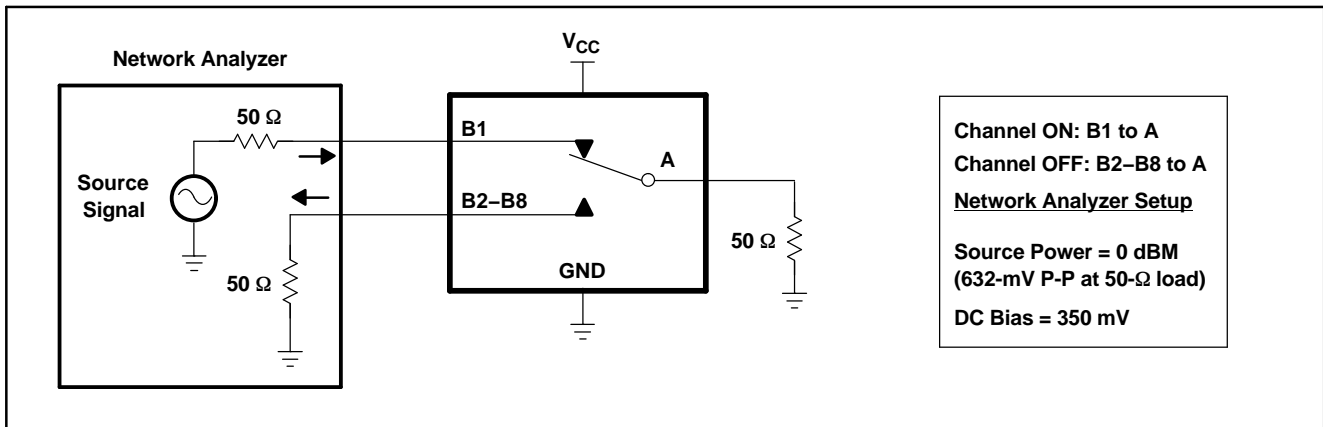 V_CC
Network Analyzer
50 Ω
B1
A
Source
Signal
B2–B8
50 Ω
50 Ω
GND
Channel ON: B1 to A
Channel OFF: B2–B8 to A
Network Analyzer Setup
Source Power = 0 dBM
(632-mV P-P at 50-Ω load)
DC Bias = 350 mV